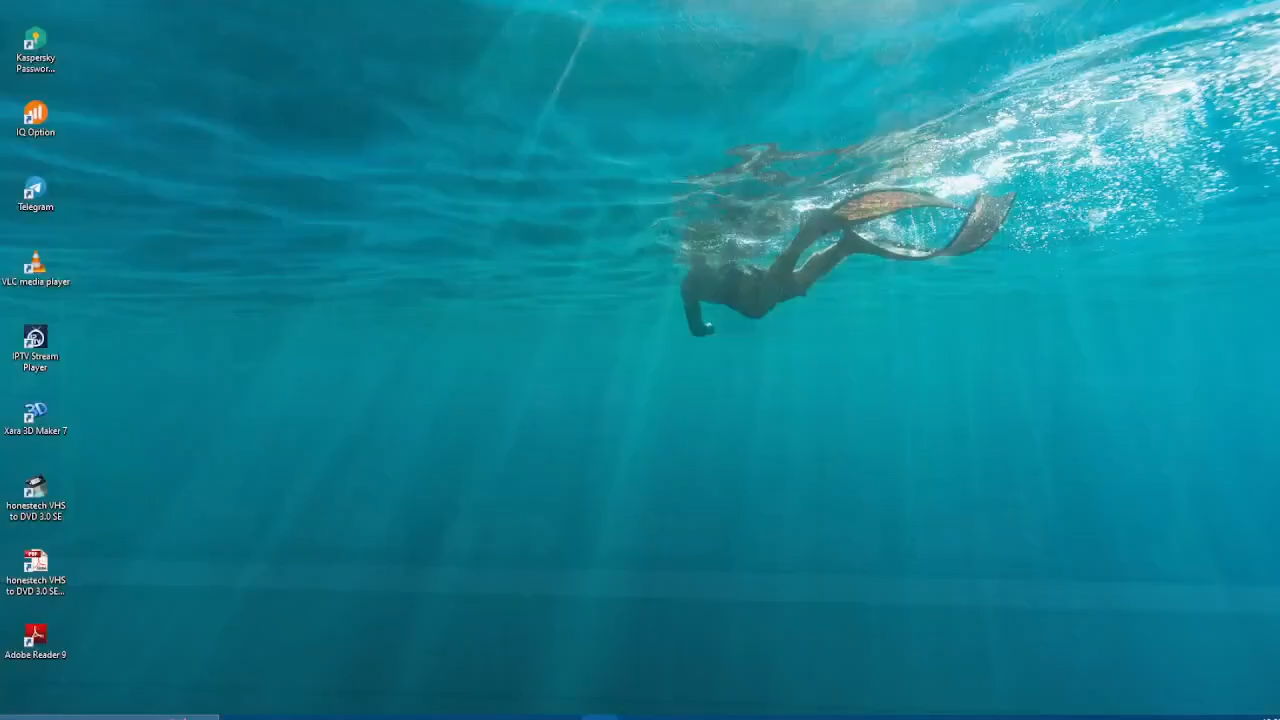 Kaspersky
Passwor...
IQ Option
Telegram
VLC media player
IPTV Stream
Player
Xara 3D Maker 7
honestech VHS
to DVD 3.0 SE
honestech VHS
to DVD 3.0 SE...
Adobe Reader 9